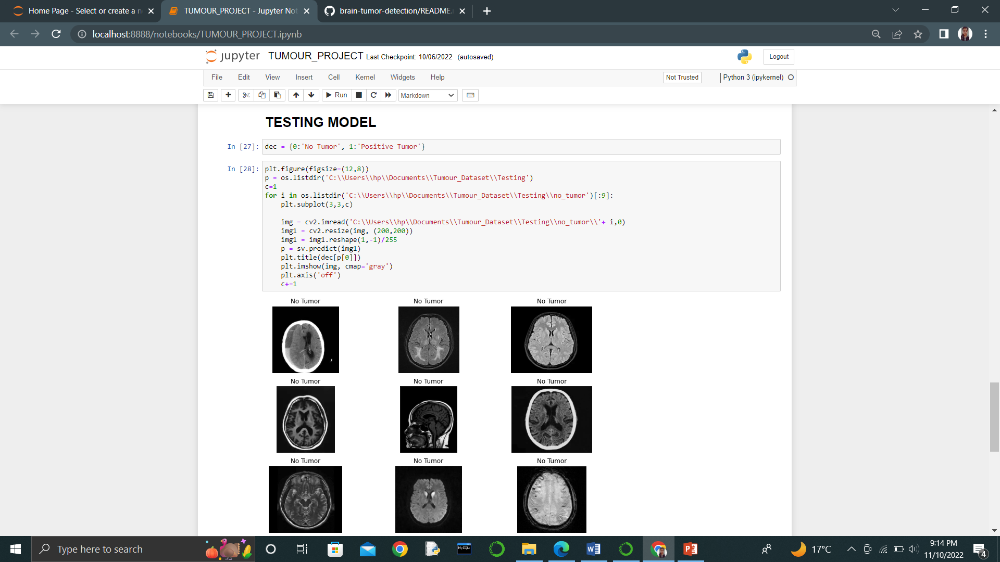 Home Page - Select or create a n
TUMOUR_PROJECT - Jupyter Not
brain-tumor-detection/README.r
localhost:8888/notebooks/TUMOUR_PROJECT.ipynb
jupyter TUMOUR_PROJECT Last Checkpoint: 10/06/2022 (autosaved)
Logout
File Edit View Insert Cell Kernel Widgets Help
Not Trusted
Python 3 (ipykernel)
Run
Markdown
TESTING MODEL
In [27]: dec = {0:'No Tumor', 1:'Positive Tumor'}
In [28]: plt.figure(figsize=(12,8))
p = os.listdir('C:\\Users\\hp\\Documents\\Tumour_Dataset\\Testing')
c=1
for i in os.listdir('C:\\Users\\hp\\Documents\\Tumour_Dataset\\Testing\\no_tumor')[:9]:
    plt.subplot(3,3,c)
    img = cv2.imread('C:\\Users\\hp\\Documents\\Tumour_Dataset\\Testing\\no_tumor\\'+ i,0)
    img1 = cv2.resize(img, (200,200))
    img1 = img1.reshape(1,-1)/255
    p = sv.predict(img1)
    plt.title(dec[p[0]])
    plt.imshow(img, cmap='gray')
    plt.axis('off')
    c+=1
No Tumor No Tumor No Tumor
No Tumor No Tumor No Tumor
No Tumor No Tumor No Tumor
Type here to search
MySQL
17°C
9:14 PM
11/10/2022
4